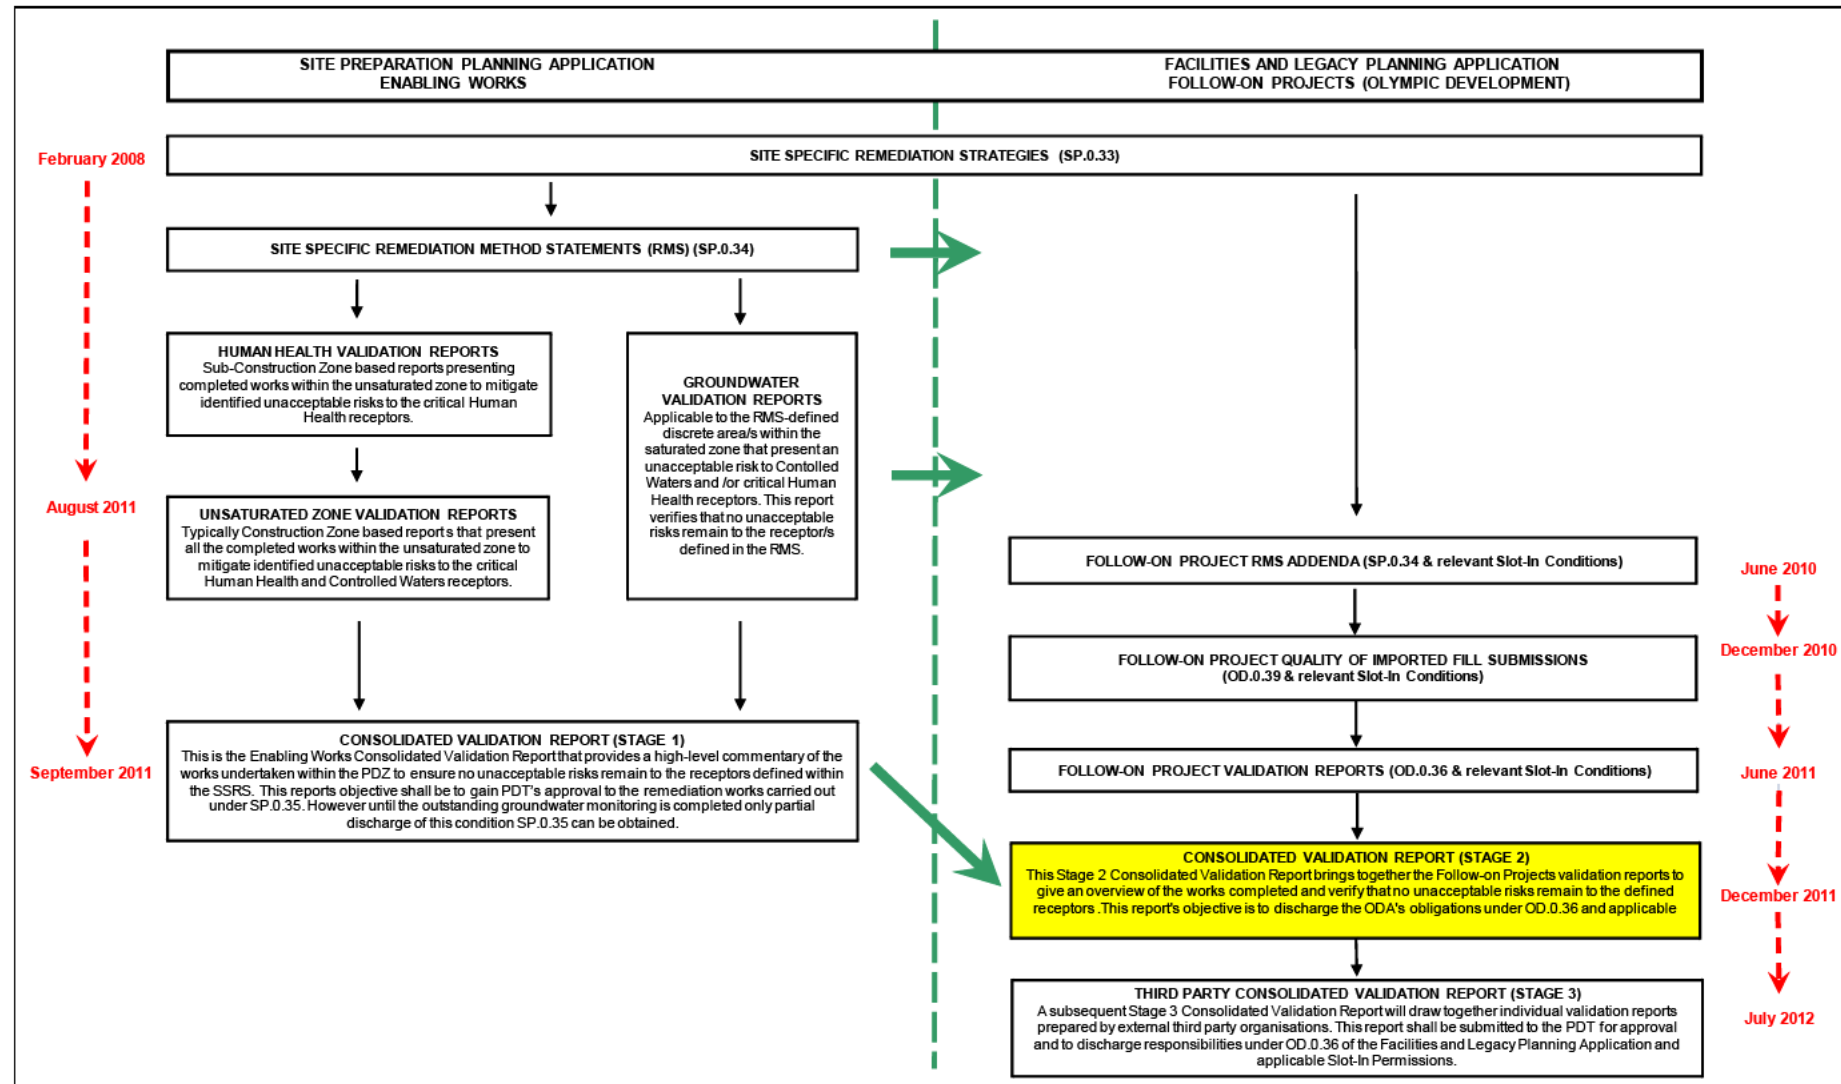 SITE PREPARATION PLANNING APPLICATION
ENABLING WORKS
FACILITIES AND LEGACY PLANNING APPLICATION
FOLLOW-ON PROJECTS (OLYMPIC DEVELOPMENT)
February 2008
SITE SPECIFIC REMEDIATION STRATEGIES (SP.0.33)
SITE SPECIFIC REMEDIATION METHOD STATEMENTS (RMS) (SP.0.34)
HUMAN HEALTH VALIDATION REPORTS
Sub-Construction Zone based reports presenting
completed works within the unsaturated zone to mitigate
identified unacceptable risks to the critical Human
Health receptors.
GROUNDWATER
VALIDATION REPORTS
Applicable to the RMS-defined
discrete area/s within the
saturated zone that present an
unacceptable risk to Contolled
Waters and /or critical Human
Health receptors. This report
verifies that no unacceptable
risks remain to the receptor/s
defined in the RMS.
August 2011
UNSATURATED ZONE VALIDATION REPORTS
Typically Construction Zone based reports that present
all the completed works within the unsaturated zone to
mitigate identified unacceptable risks to the critical
Human Health and Controlled Waters receptors.
September 2011
CONSOLIDATED VALIDATION REPORT (STAGE 1)
This is the Enabling Works Consolidated Validation Report that provides a high-level commentary of the
works undertaken within the PDZ to ensure no unacceptable risks remain to the receptors defined within
the SSRS. This reports objective shall be to gain PDT's approval to the remediation works carried out
under SP.0.35. However until the outstanding groundwater monitoring is completed only partial
discharge of this condition SP.0.35 can be obtained.
FOLLOW-ON PROJECT RMS ADDENDA (SP.0.34 & relevant Slot-In Conditions)
June 2010
FOLLOW-ON PROJECT QUALITY OF IMPORTED FILL SUBMISSIONS
(OD.0.39 & relevant Slot-In Conditions)
December 2010
FOLLOW-ON PROJECT VALIDATION REPORTS (OD.0.36 & relevant Slot-In Conditions)
June 2011
CONSOLIDATED VALIDATION REPORT (STAGE 2)
This Stage 2 Consolidated Validation Report brings together the Follow-on Projects validation reports to
give an overview of the works completed and verify that no unacceptable risks remain to the defined
receptors .This report's objective is to discharge the ODA's obligations under OD.0.36 and applicable
December 2011
THIRD PARTY CONSOLIDATED VALIDATION REPORT (STAGE 3)
A subsequent Stage 3 Consolidated Validation Report will draw together individual validation reports
prepared by external third party organisations. This report shall be submitted to the PDT for approval
and to discharge responsibilities under OD.0.36 of the Facilities and Legacy Planning Application and
applicable Slot-In Permissions.
July 2012